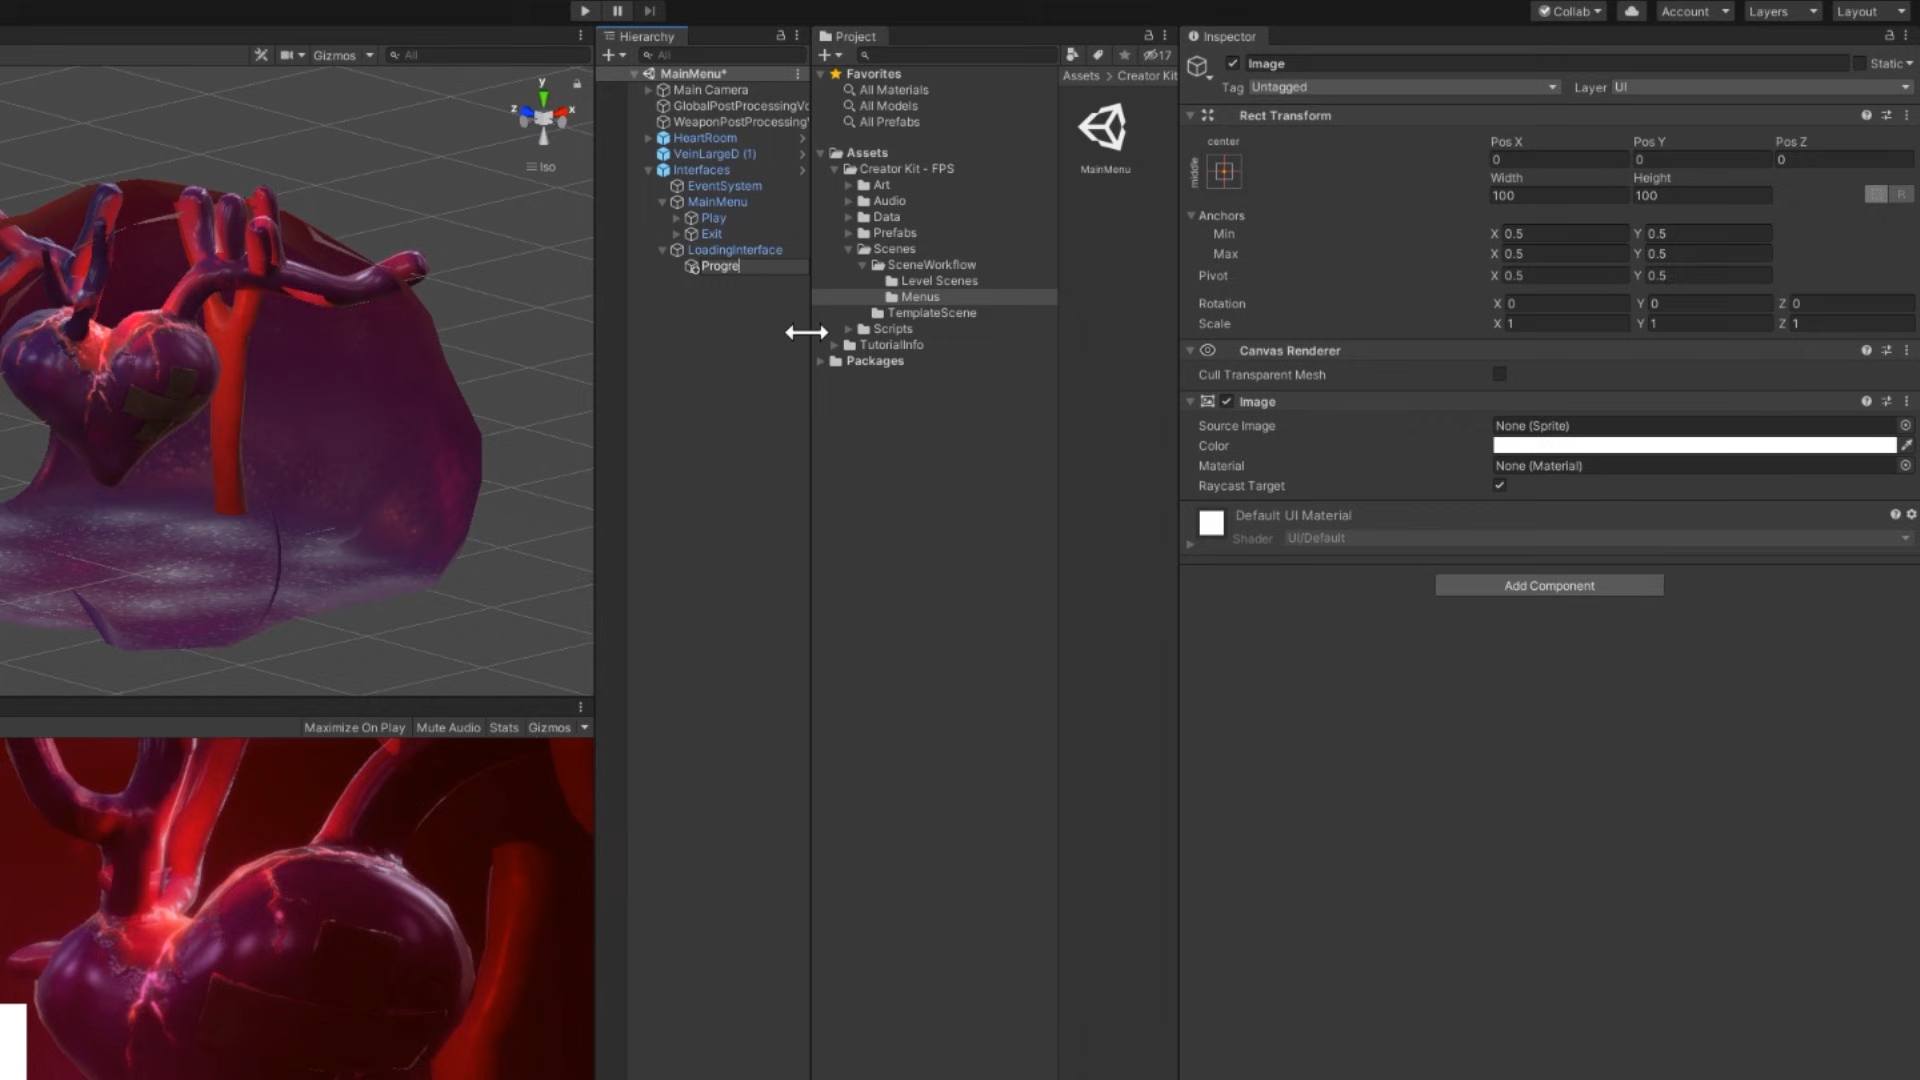 Collab
Account
Layers
Layout
Hierarchy
Project
Inspector
Gizmos
All
All
17
MainMenu*
Main Camera
GlobalPostProcessingVo
WeaponPostProcessing
HeartRoom
VeinLargeD (1)
Interfaces
EventSystem
MainMenu
Play
Exit
LoadingInterface
Progre
y
z
x
Iso
Favorites
All Materials
All Models
All Prefabs
Assets
Creator Kit - FPS
Art
Audio
Data
Prefabs
Scenes
SceneWorkflow
Level Scenes
Menus
TemplateScene
Scripts
TutorialInfo
Packages
Assets > Creator Kit
MainMenu
Image
Static
Tag Untagged
Layer UI
Rect Transform
center
middle
Pos X Pos Y Pos Z
0 0 0
Width Height
100 100
R
Anchors
Min X 0.5 Y 0.5
Max X 0.5 Y 0.5
Pivot X 0.5 Y 0.5
Rotation X 0 Y 0 Z 0
Scale X 1 Y 1 Z 1
Canvas Renderer
Cull Transparent Mesh
Image
Source Image None (Sprite)
Color
Material None (Material)
Raycast Target
Default UI Material
Shader UI/Default
Add Component
Maximize On Play Mute Audio Stats Gizmos